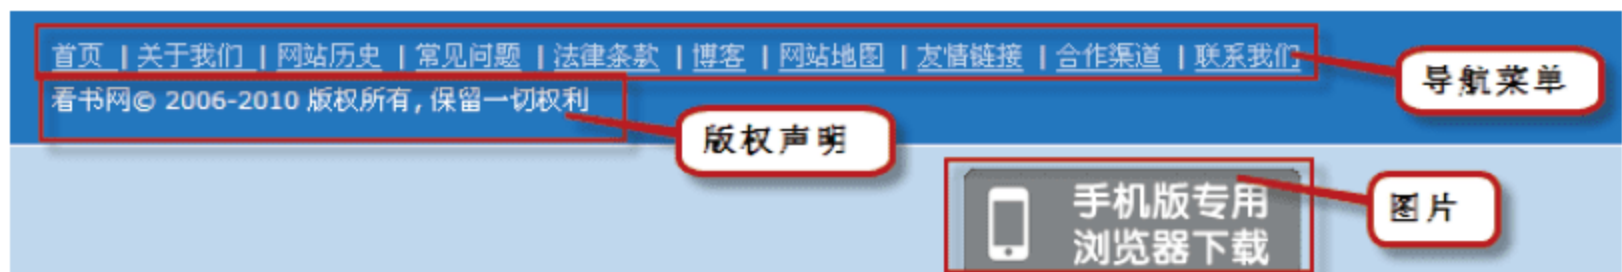 首页 | 关于我们 | 网站历史 | 常见问题 | 法律条款 | 博客 | 网站地图 | 友情链接 | 合作渠道 | 联系我们
导航菜单
看书网© 2006-2010 版权所有, 保留一切权利
版权声明
手机版专用
浏览器下载
图片